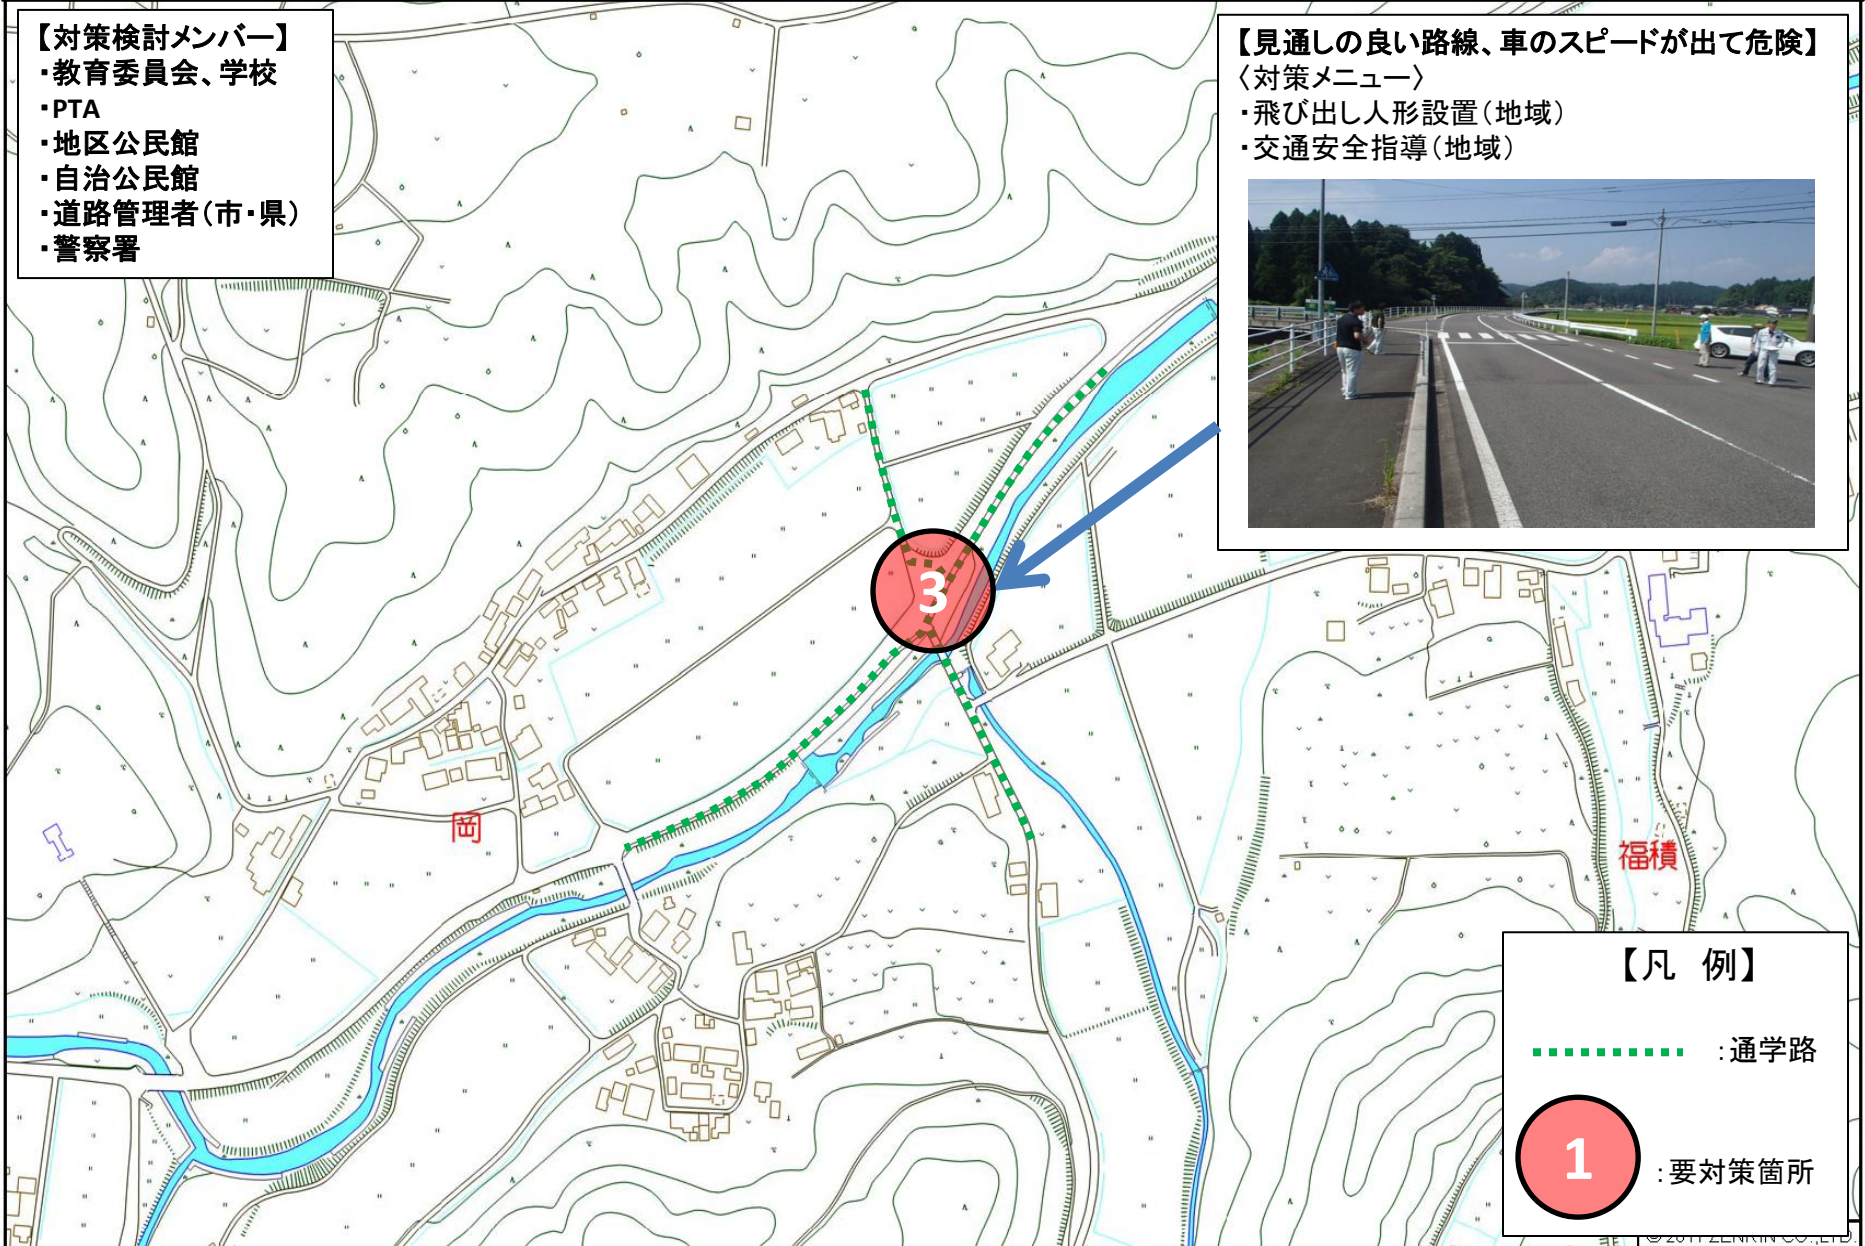 【対策検討メンバー】
・教育委員会、学校
・PTA
・地区公民館
・自治公民館
・道路管理者(市・県)
・警察署
【見通しの良い路線、車のスピードが出て危険】
〈対策メニュー〉
・飛び出し人形設置(地域)
・交通安全指導(地域)
3
岡
福積
【凡 例】
:通学路
1
:要対策箇所
© 2011 ZENRIN CO., LTD.